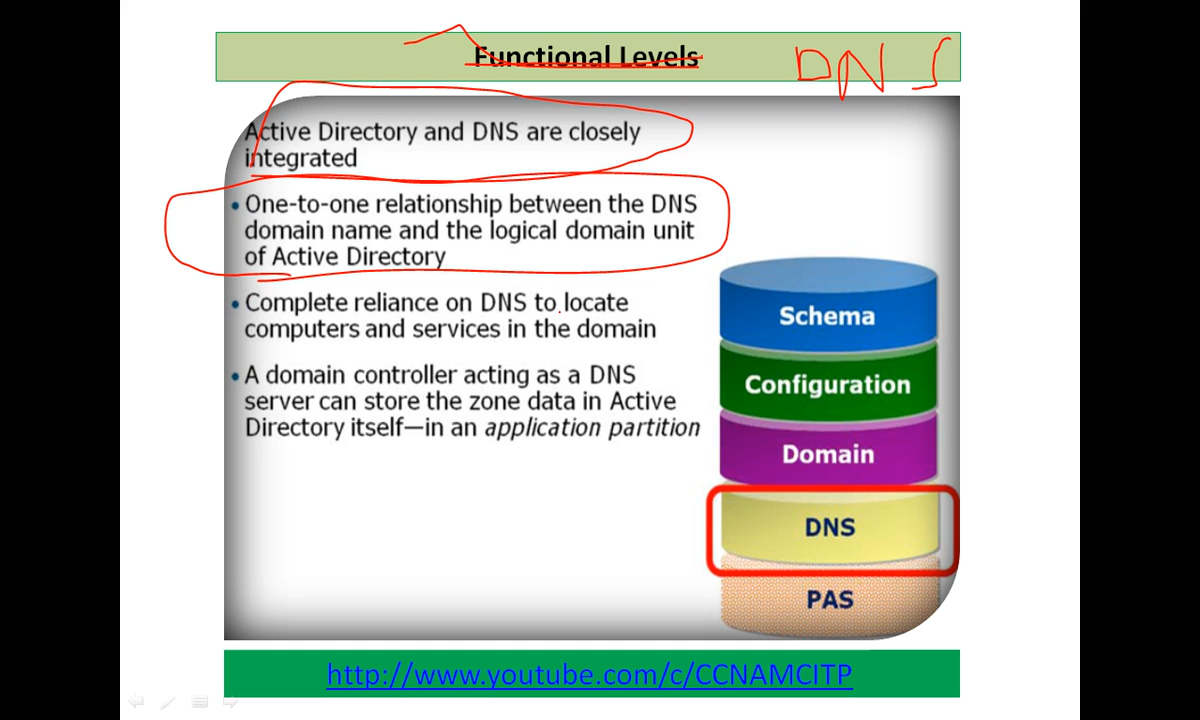 Functional Levels
DNS
Active Directory and DNS are closely
integrated
• One-to-one relationship between the DNS
domain name and the logical domain unit
of Active Directory
• Complete reliance on DNS to locate
computers and services in the domain
• A domain controller acting as a DNS
server can store the zone data in Active
Directory itself—in an application partition
Schema
Configuration
Domain
DNS
PAS
http://www.youtube.com/c/CCNAMCITP